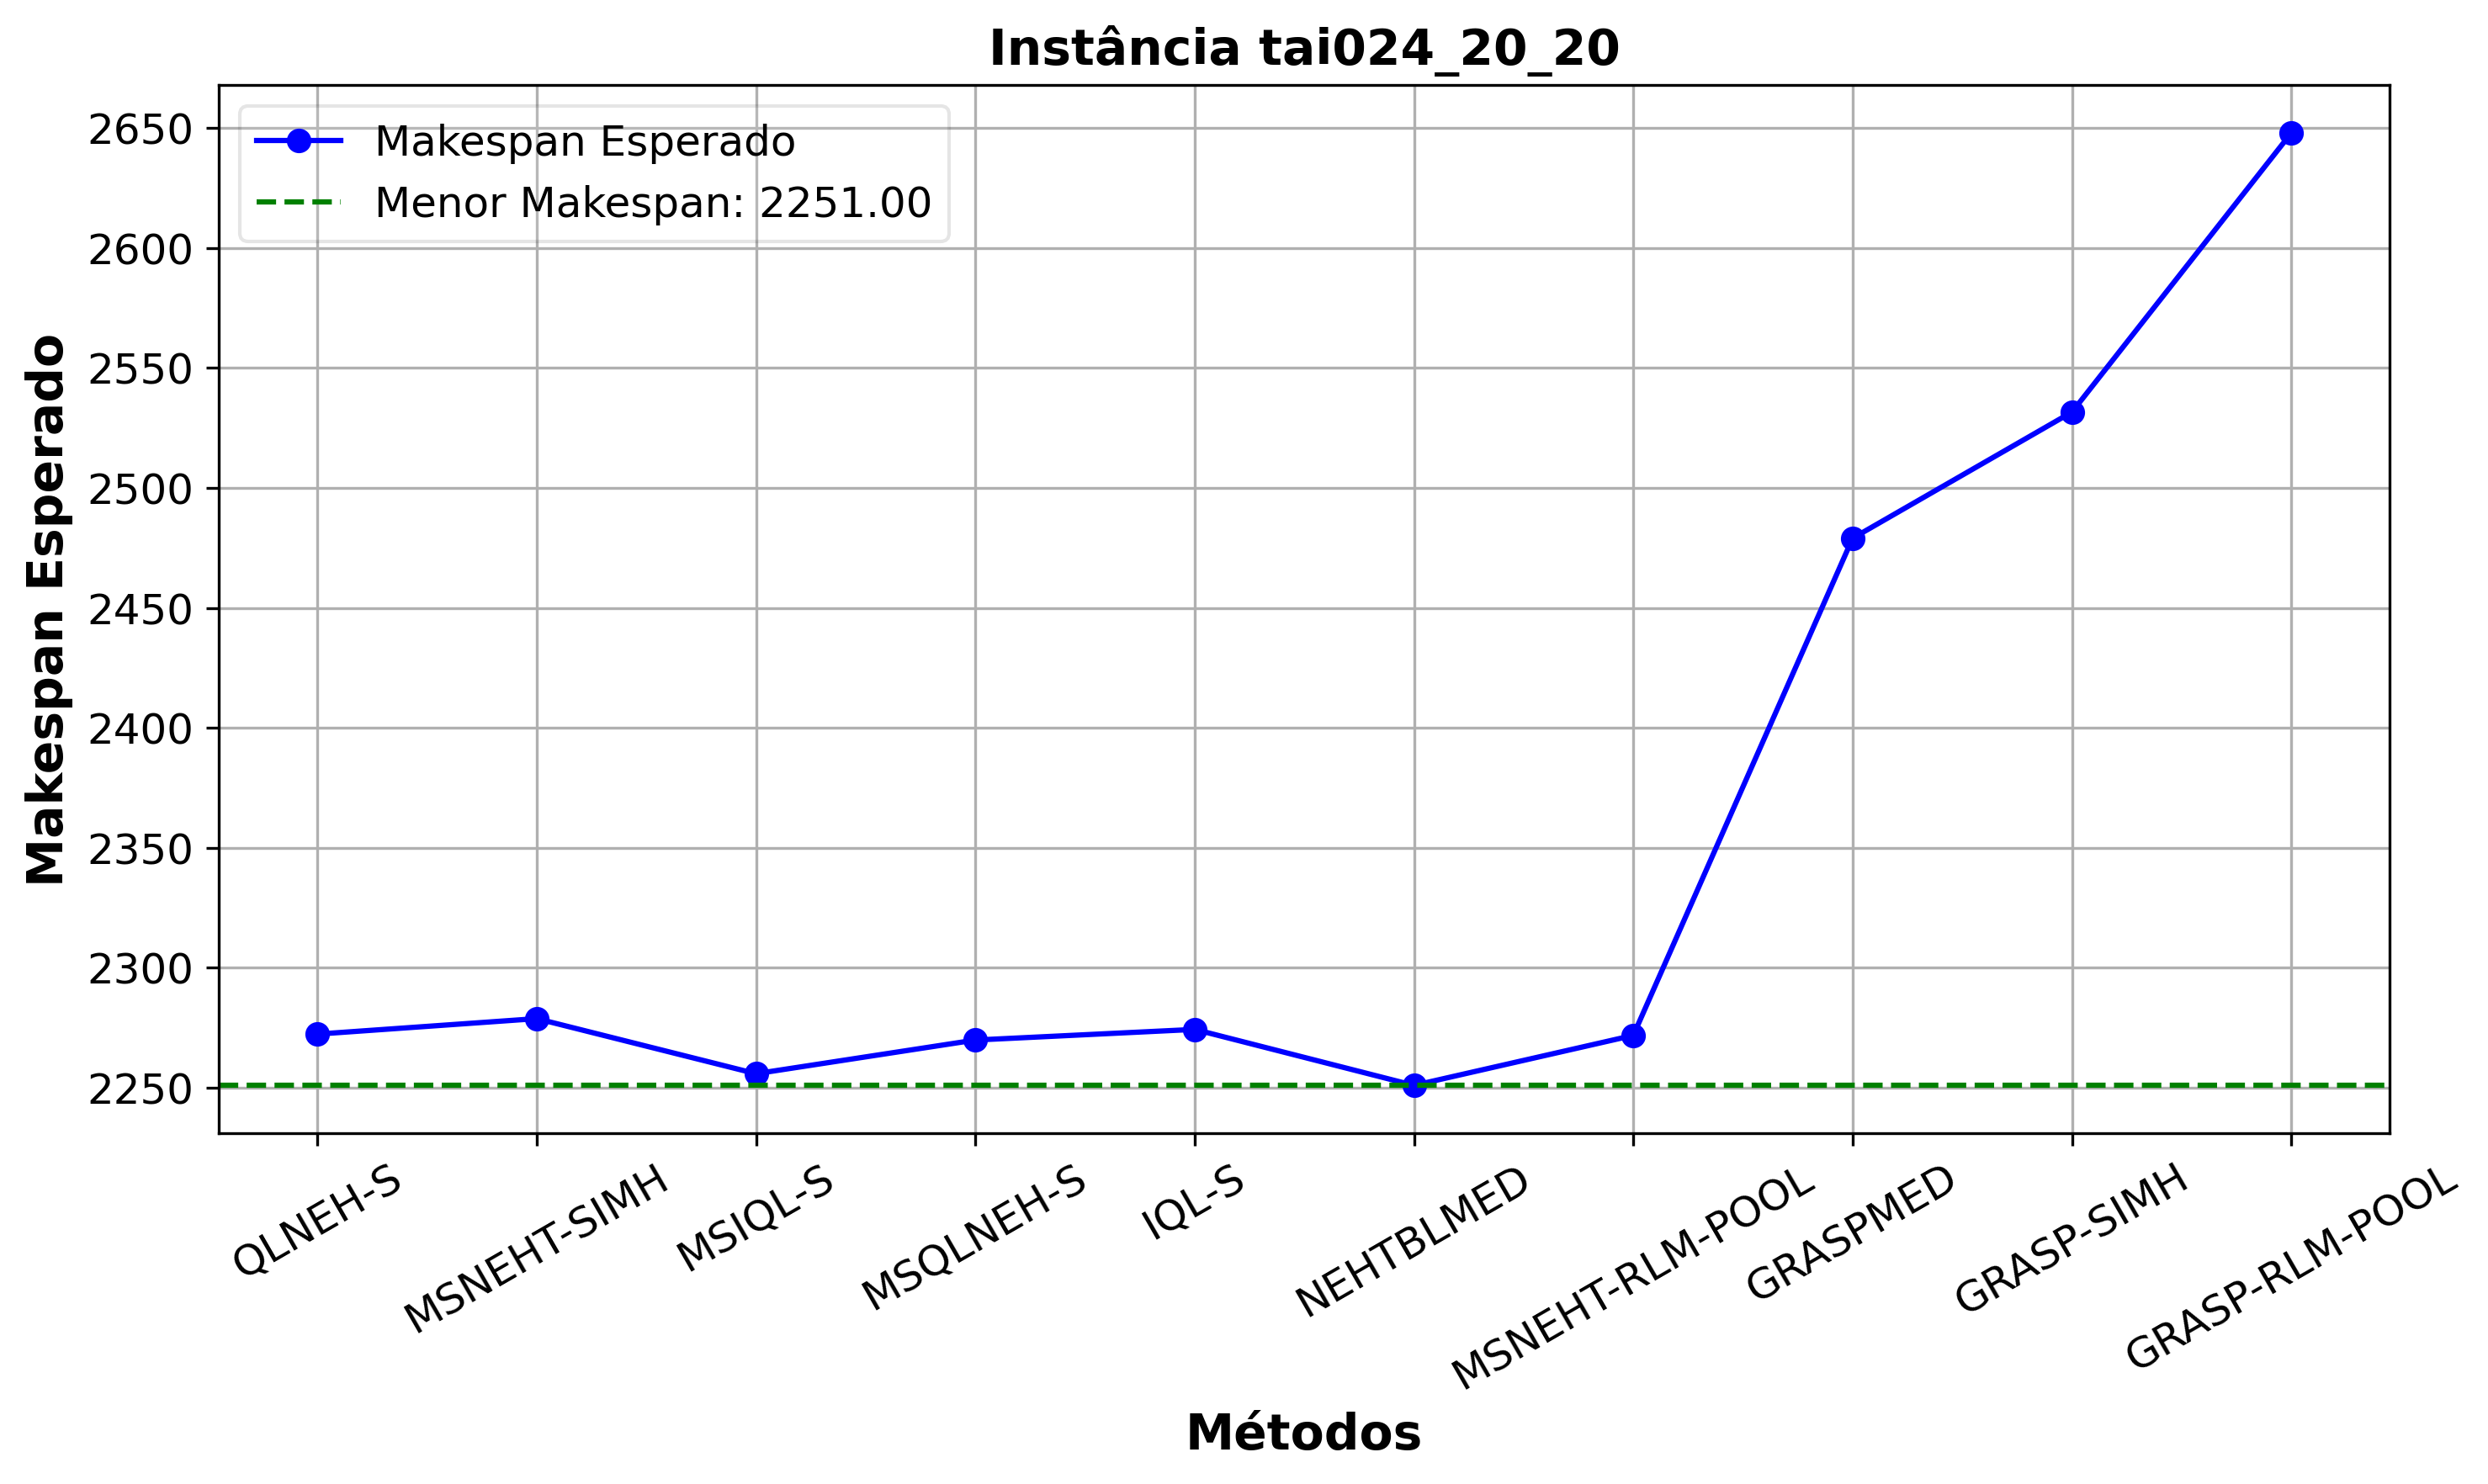 Instância tai024_20_20
Makespan Esperado
Menor Makespan: 2251.00
Makespan Esperado
2650
2600
2550
2500
2450
2400
2350
2300
2250
QLNEH-S
MSNEHT-SIMH
MSIQL-S
MSQLNEH-S
IQL-S
NEHTBLMED
MSNEHT-RLM-POOL
GRASPMED
GRASP-SIMH
GRASP-RLM-POOL
Métodos